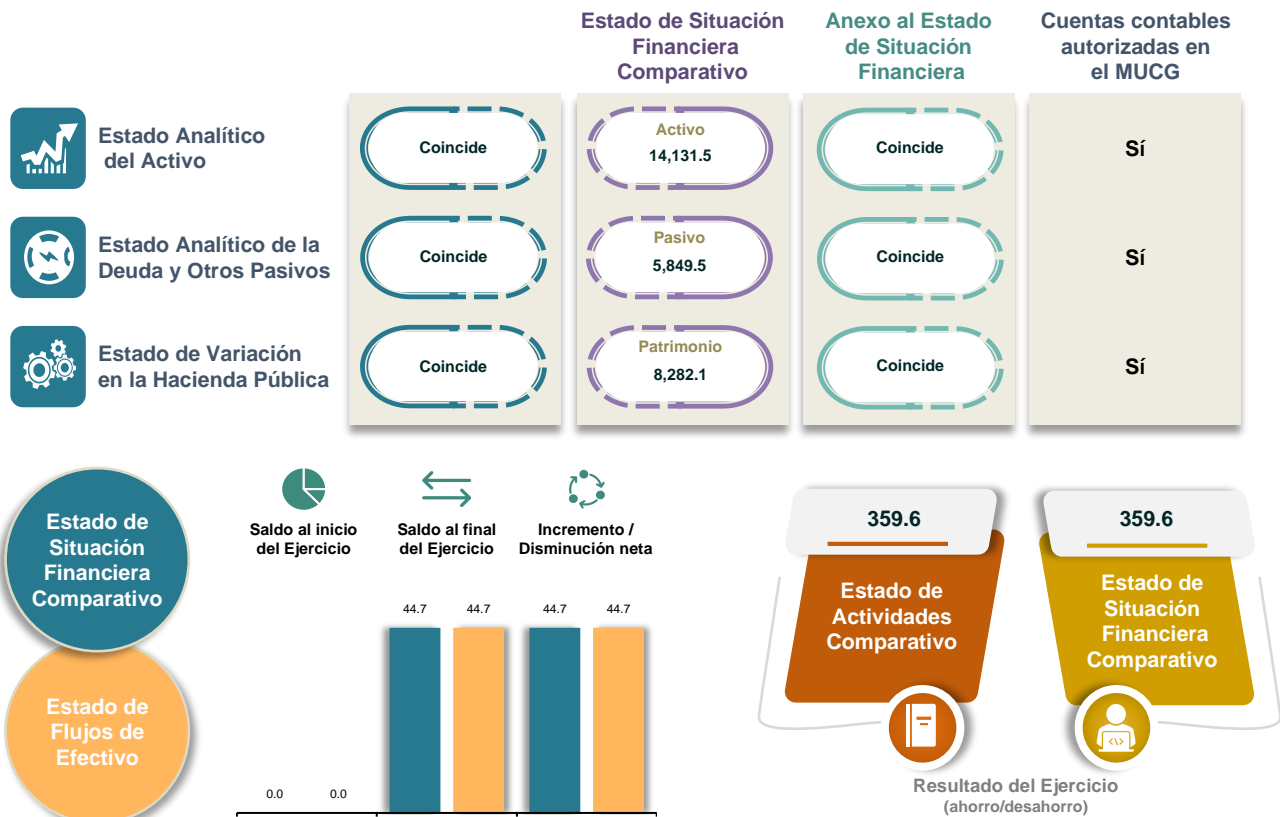 Estado de Situación
Financiera
Comparativo
Anexo al Estado
de Situación
Financiera
Cuentas contables
autorizadas en
el MUCG
Estado Analítico
del Activo
Coincide
Activo
14,131.5
Coincide
Sí
Estado Analítico de la
Deuda y Otros Pasivos
Coincide
Pasivo
5,849.5
Coincide
Sí
Estado de Variación
en la Hacienda Pública
Coincide
Patrimonio
8,282.1
Coincide
Sí
Estado de
Situación
Financiera
Comparativo
Estado de
Flujos de
Efectivo
Saldo al inicio
del Ejercicio
Saldo al final
del Ejercicio
Incremento /
Disminución neta
0.0
0.0
44.7
44.7
44.7
44.7
359.6
Estado de
Actividades
Comparativo
359.6
Estado de
Situación
Financiera
Comparativo
Resultado del Ejercicio
(ahorro/desahorro)